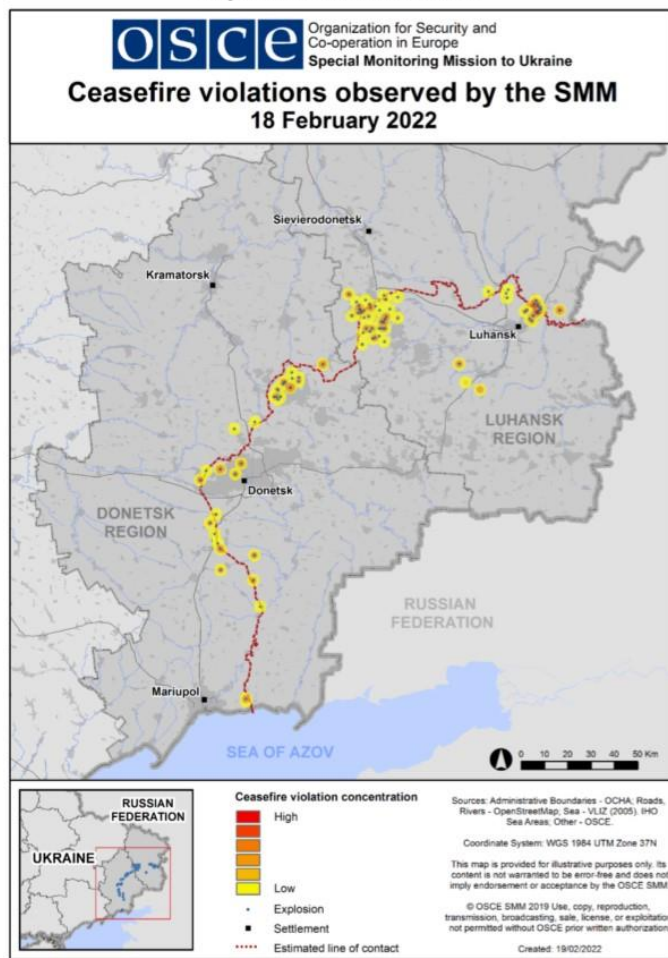 osce
Organization for Security and
Co-operation in Europe
Special Monitoring Mission to Ukraine
Ceasefire violations observed by the SMM
18 February 2022
Sievierodonetsk
Kramatorsk
Luhansk
LUHANSK
REGION
Donetsk
DONETSK
REGION
RUSSIAN
FEDERATION
Mariupol
SEA OF AZOV
0 10 20 30 40 50 Km
RUSSIAN
FEDERATION
UKRAINE
Ceasefire violation concentration
High
Low
Explosion
Settlement
Estimated line of contact
Sources: Administrative Boundaries - OCHA; Roads,
Rivers - OpenStreetMap; Sea - VLIZ (2005). IHO
Sea Areas; Other - OSCE.
Coordinate System: WGS 1984 UTM Zone 37N
This map is provided for illustrative purposes only. Its
content is not warranted to be error-free and does not
imply endorsement or acceptance by the OSCE SMM
© OSCE SMM 2019 Use, copy, reproduction,
transmission, broadcasting, sale, license, or exploitation
not permitted without OSCE prior written authorization
Created: 19/02/2022